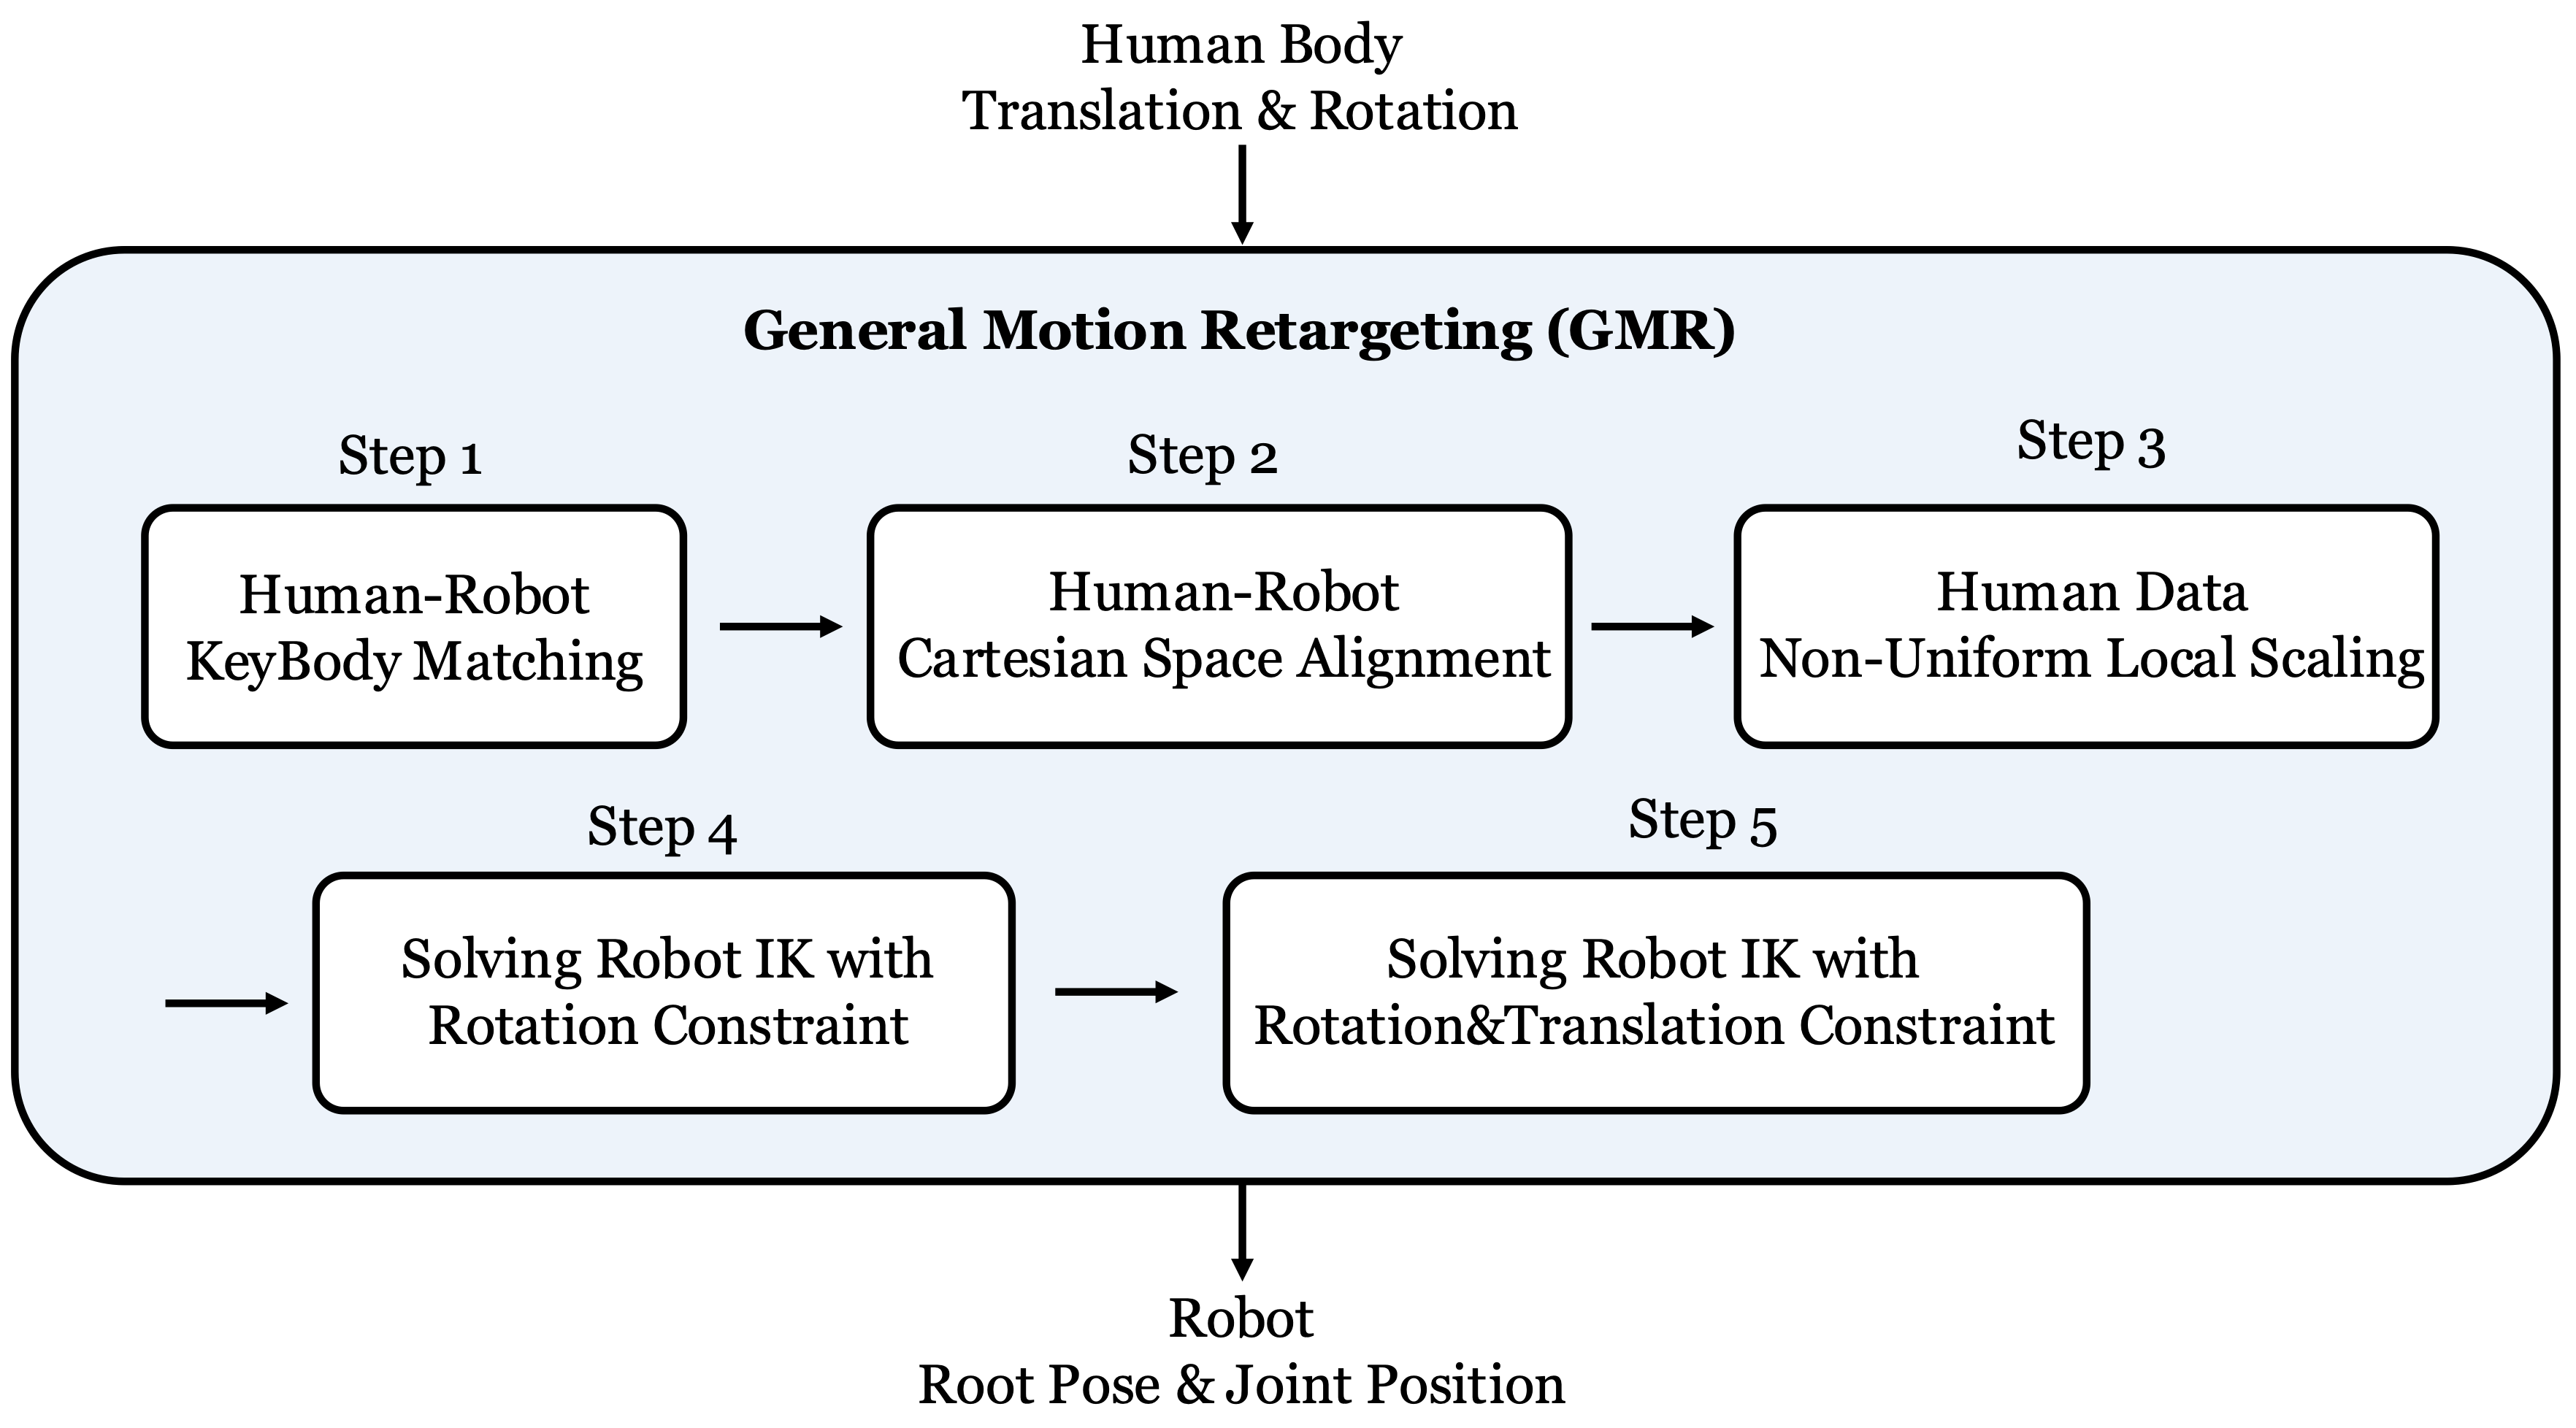 Human Body
Translation & Rotation
General Motion Retargeting (GMR)
Step 1
Human-Robot
KeyBody Matching
Step 2
Human-Robot
Cartesian Space Alignment
Step 3
Human Data
Non-Uniform Local Scaling
Step 4
Solving Robot IK with
Rotation Constraint
Step 5
Solving Robot IK with
Rotation&Translation Constraint
Robot
Root Pose & Joint Position